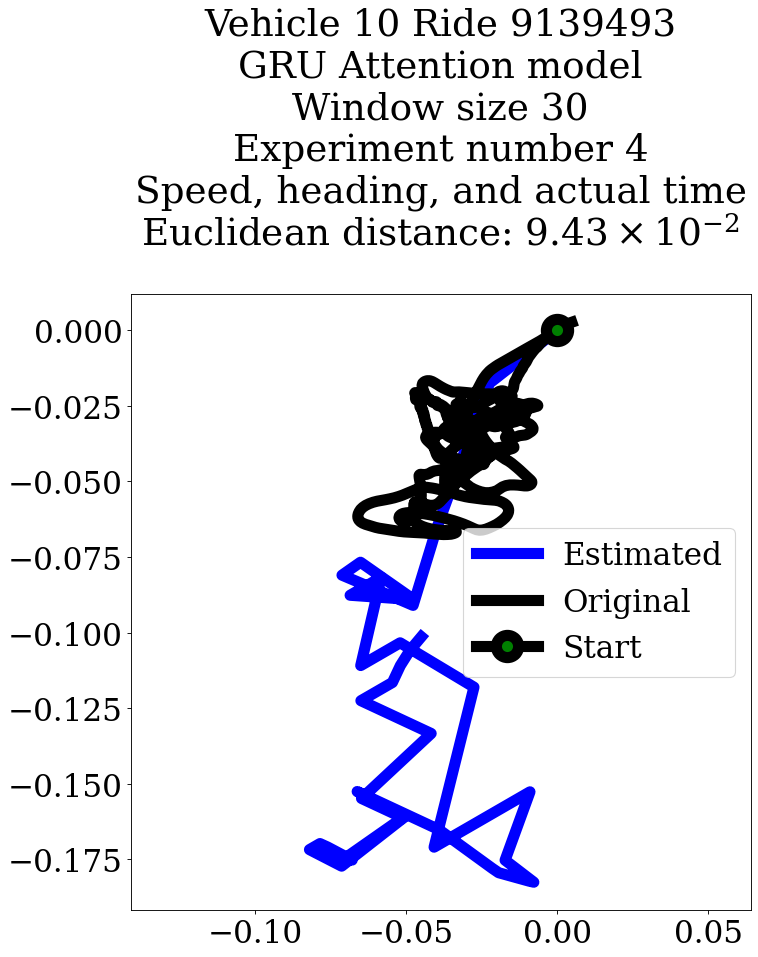 Vehicle 10 Ride 9139493
GRU Attention model
Window size 30
Experiment number 4
Speed, heading, and actual time
Euclidean distance: 9.43 × 10⁻²
0.000
−0.025
−0.050
−0.075
−0.100
−0.125
−0.150
−0.175
Estimated
Original
Start
−0.10 −0.05 0.00 0.05